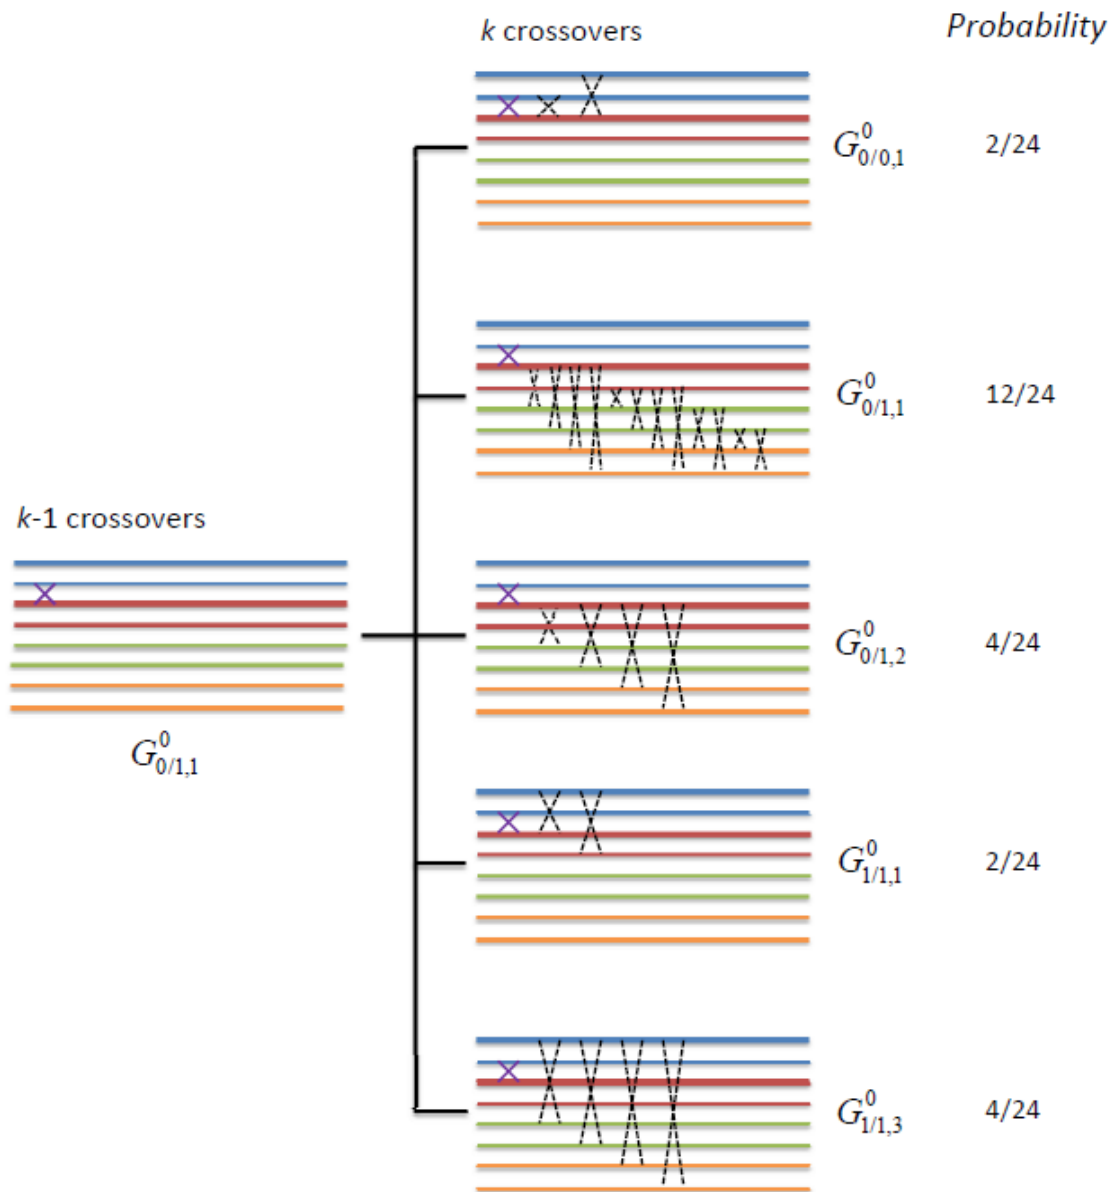 k crossovers Probability
G^0_{0/0,1} 2/24
G^0_{0/1,1} 12/24
k-1 crossovers
G^0_{0/1,2} 4/24
G^0_{0/1,1}
G^0_{1/1,1} 2/24
G^0_{1/1,3} 4/24